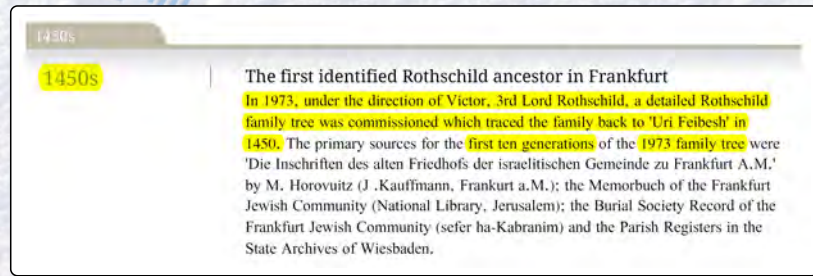 1450s
1450s
The first identified Rothschild ancestor in Frankfurt
In 1973, under the direction of Victor, 3rd Lord Rothschild, a detailed Rothschild
family tree was commissioned which traced the family back to 'Uri Feibesh' in
1450. The primary sources for the first ten generations of the 1973 family tree were
'Die Inschriften des alten Friedhofs der israelitischen Gemeinde zu Frankfurt A.M.'
by M. Horovuitz (J .Kauffmann, Frankurt a.M.); the Memorbuch of the Frankfurt
Jewish Community (National Library, Jerusalem); the Burial Society Record of the
Frankfurt Jewish Community (sefer ha-Kabranim) and the Parish Registers in the
State Archives of Wiesbaden.